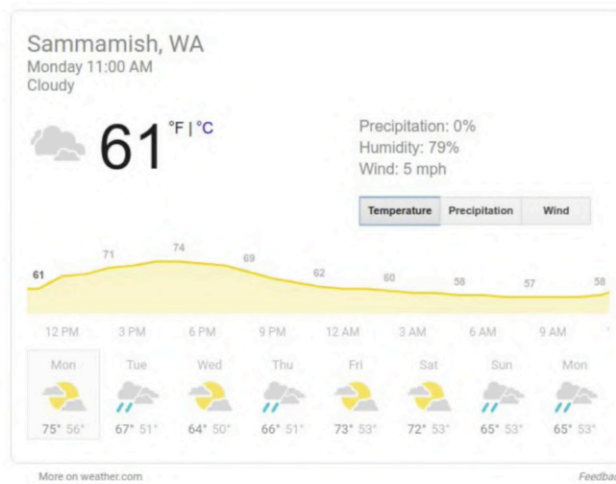 Sammamish, WA
Monday 11:00 AM
Cloudy
61 °F | °C
Precipitation: 0%
Humidity: 79%
Wind: 5 mph
Temperature Precipitation Wind
61 71 74 69 62 60 58 57 58
12 PM 3 PM 6 PM 9 PM 12 AM 3 AM 6 AM 9 AM
Mon Tue Wed Thu Fri Sat Sun Mon
75° 56° 67° 51° 64° 50° 66° 51° 73° 53° 72° 53° 65° 53° 65° 53°
More on weather.com Feedba